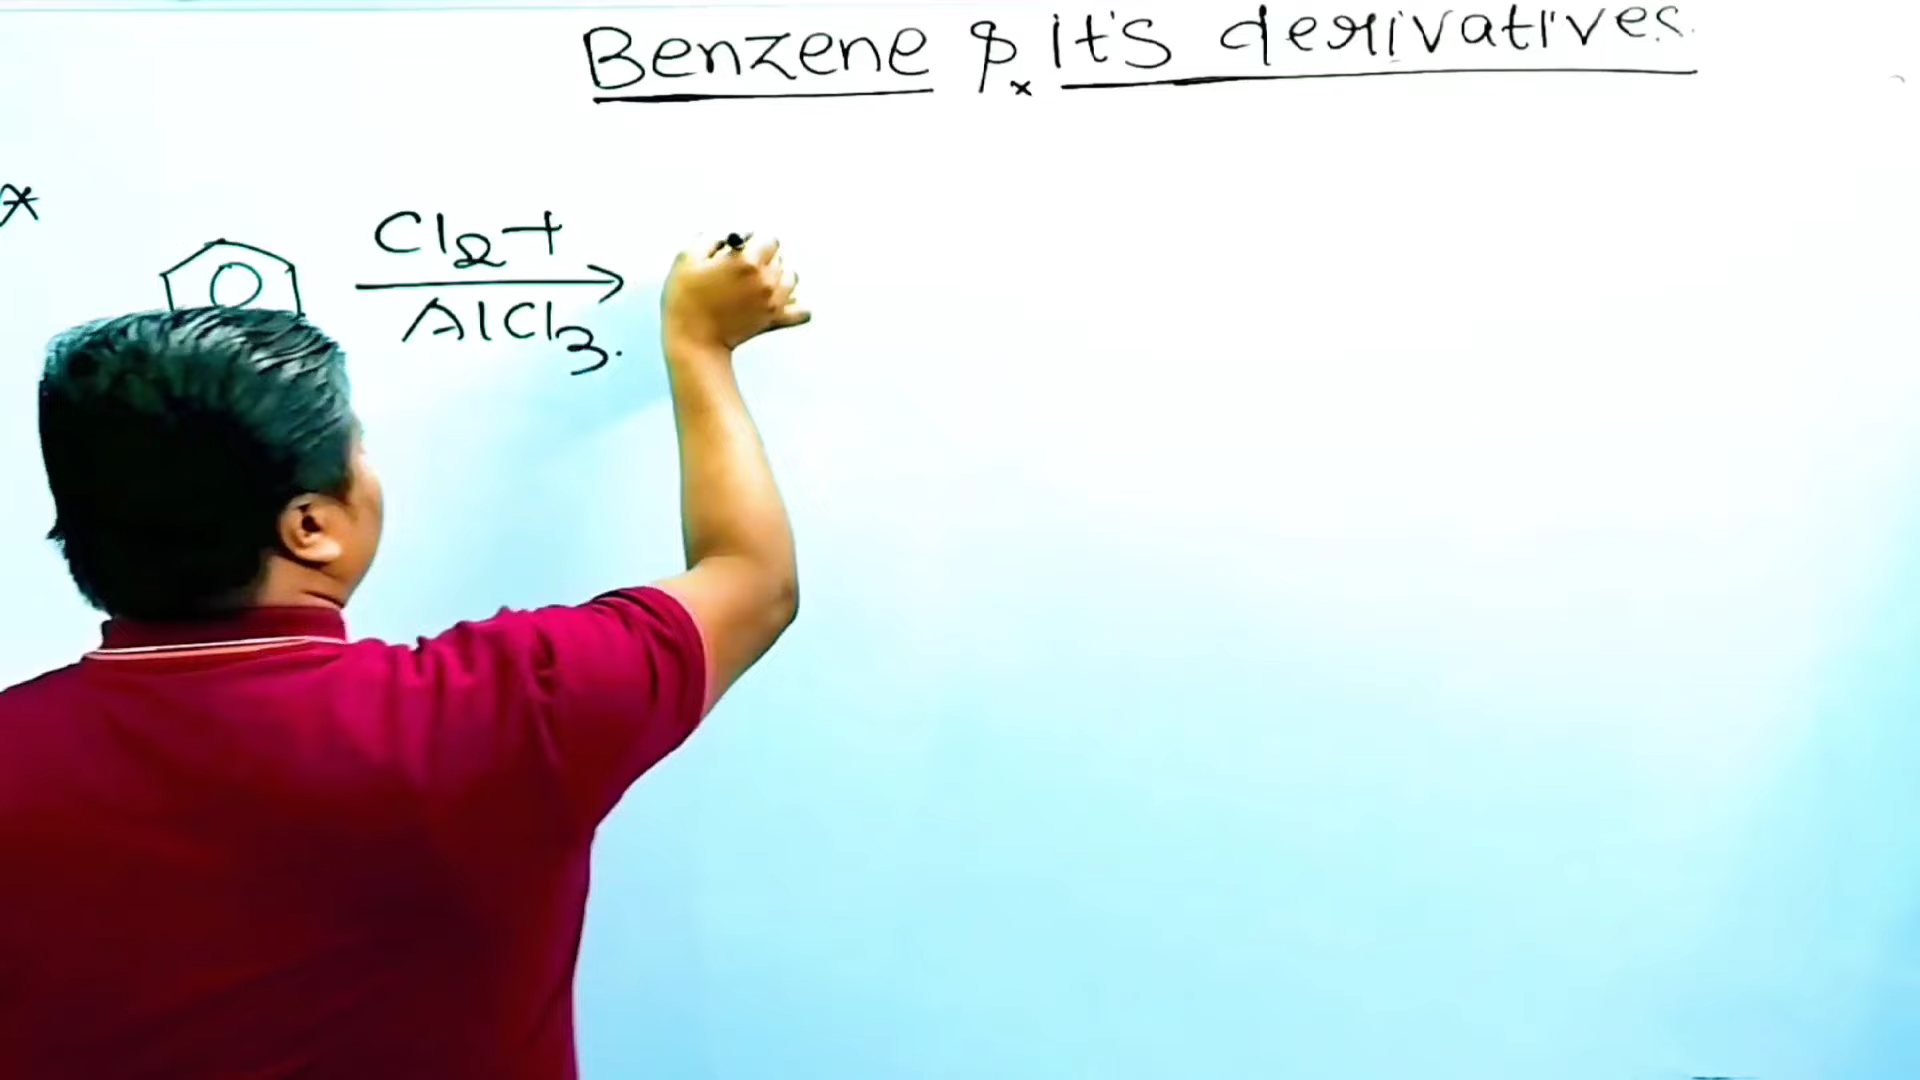 Benzene & It's derivatives.
Cl2 +
AlCl3.